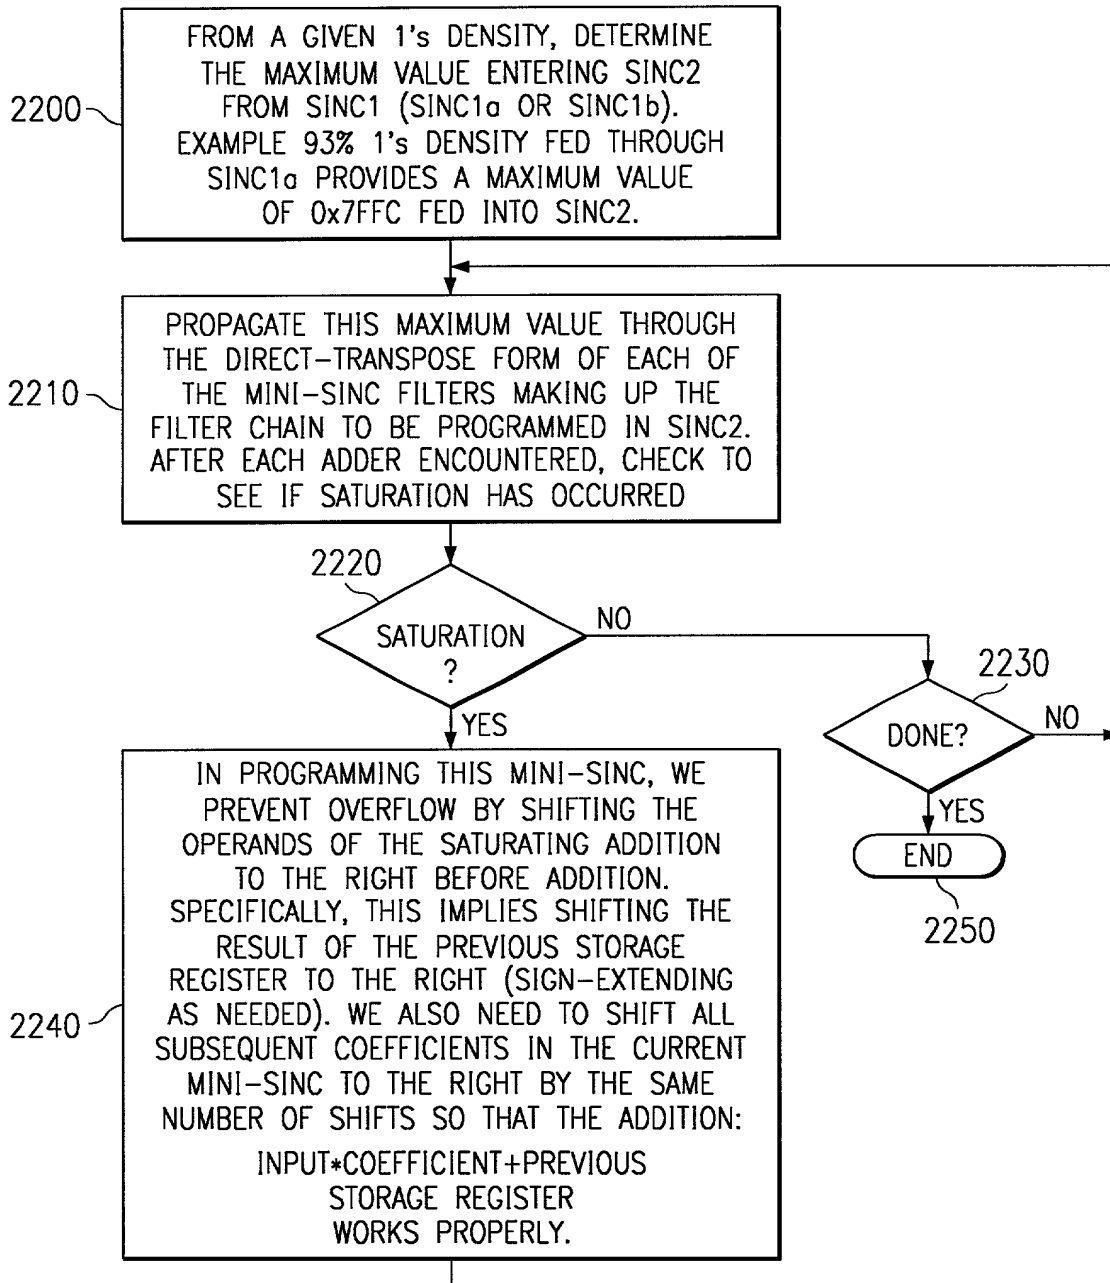 FROM A GIVEN 1's DENSITY, DETERMINE
THE MAXIMUM VALUE ENTERING SINC2
FROM SINC1 (SINC1a OR SINC1b).
EXAMPLE 93% 1's DENSITY FED THROUGH
SINC1a PROVIDES A MAXIMUM VALUE
OF 0x7FFC FED INTO SINC2.
2200
PROPAGATE THIS MAXIMUM VALUE THROUGH
THE DIRECT-TRANSPOSE FORM OF EACH OF
THE MINI-SINC FILTERS MAKING UP THE
FILTER CHAIN TO BE PROGRAMMED IN SINC2.
AFTER EACH ADDER ENCOUNTERED, CHECK TO
SEE IF SATURATION HAS OCCURRED
2210
2220
SATURATION
?
NO
YES
2230
DONE?
NO
YES
END
2250
IN PROGRAMMING THIS MINI-SINC, WE
PREVENT OVERFLOW BY SHIFTING THE
OPERANDS OF THE SATURATING ADDITION
TO THE RIGHT BEFORE ADDITION.
SPECIFICALLY, THIS IMPLIES SHIFTING THE
RESULT OF THE PREVIOUS STORAGE
REGISTER TO THE RIGHT (SIGN-EXTENDING
AS NEEDED). WE ALSO NEED TO SHIFT ALL
SUBSEQUENT COEFFICIENTS IN THE CURRENT
MINI-SINC TO THE RIGHT BY THE SAME
NUMBER OF SHIFTS SO THAT THE ADDITION:
INPUT*COEFFICIENT+PREVIOUS
STORAGE REGISTER
WORKS PROPERLY.
2240